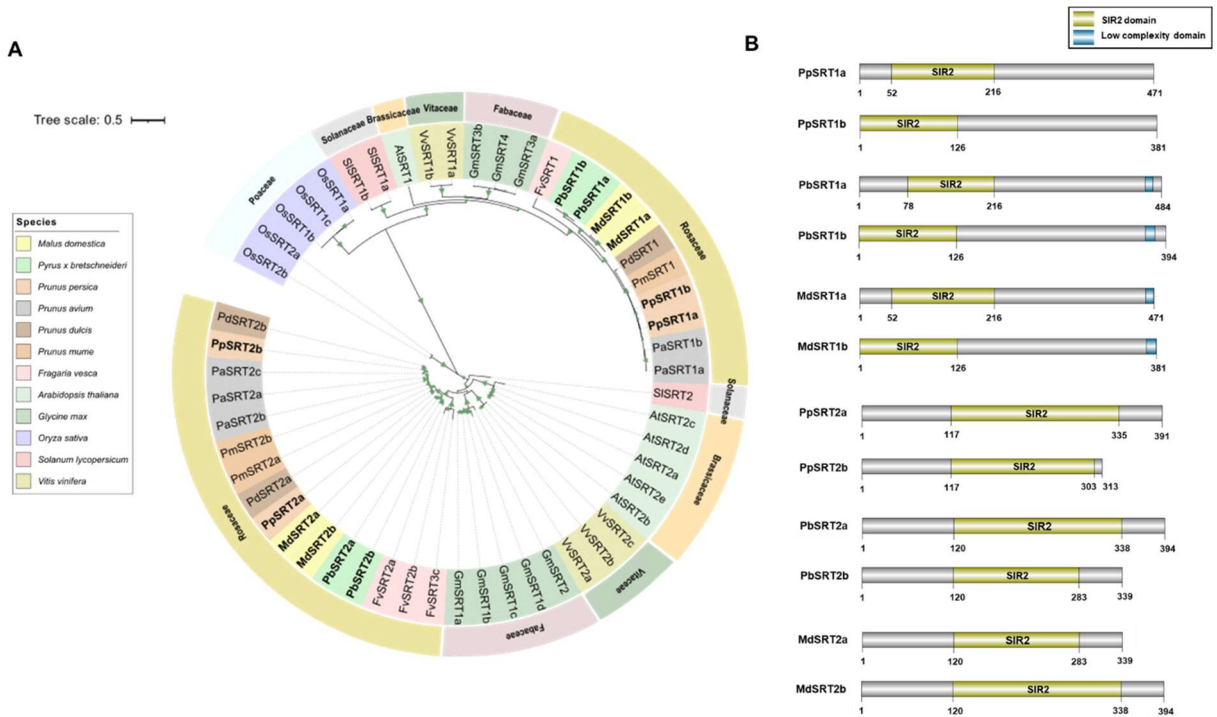 A
Tree scale: 0.5
Species
Malus domestica
Pyrus x bretschneideri
Prunus persica
Prunus avium
Prunus dulcis
Prunus mume
Fragaria vesca
Arabidopsis thaliana
Glycine max
Oryza sativa
Solanum lycopersicum
Vitis vinifera
Poaceae
Solanaceae
Brassicaceae
Vitaceae
Fabaceae
Rosaceae
Solanaceae
Brassicaceae
Vitaceae
Fabaceae
Rosaceae
OsSRT2b
OsSRT2a
OsSRT1b
OsSRT1c
OsSRT1a
SlSRT1b
SlSRT1a
AtSRT1
VvSRT1b
VvSRT1a
GmSRT3b
GmSRT4
GmSRT3a
FvSRT1
PbSRT1b
PbSRT1a
MdSRT1b
MdSRT1a
PdSRT1
PmSRT1
PpSRT1b
PpSRT1a
PaSRT1b
PaSRT1a
SlSRT2
AtSRT2c
AtSRT2d
AtSRT2a
AtSRT2e
AtSRT2b
VvSRT2c
VvSRT2b
VvSRT2a
GmSRT2
GmSRT1d
GmSRT1c
GmSRT1b
GmSRT1a
FvSRT3c
FvSRT2b
FvSRT2a
PbSRT2b
PbSRT2a
MdSRT2b
MdSRT2a
PpSRT2a
PdSRT2a
PmSRT2a
PmSRT2b
PaSRT2b
PaSRT2a
PaSRT2c
PpSRT2b
PdSRT2b
B
SIR2 domain
Low complexity domain
PpSRT1a SIR2
1 52 216 471
PpSRT1b SIR2
1 126 381
PbSRT1a SIR2
1 78 216 484
PbSRT1b SIR2
1 126 394
MdSRT1a SIR2
1 52 216 471
MdSRT1b SIR2
1 126 381
PpSRT2a SIR2
1 117 335 391
PpSRT2b SIR2
1 117 303 313
PbSRT2a SIR2
1 120 338 394
PbSRT2b SIR2
1 120 283 339
MdSRT2a SIR2
1 120 283 339
MdSRT2b SIR2
1 120 338 394